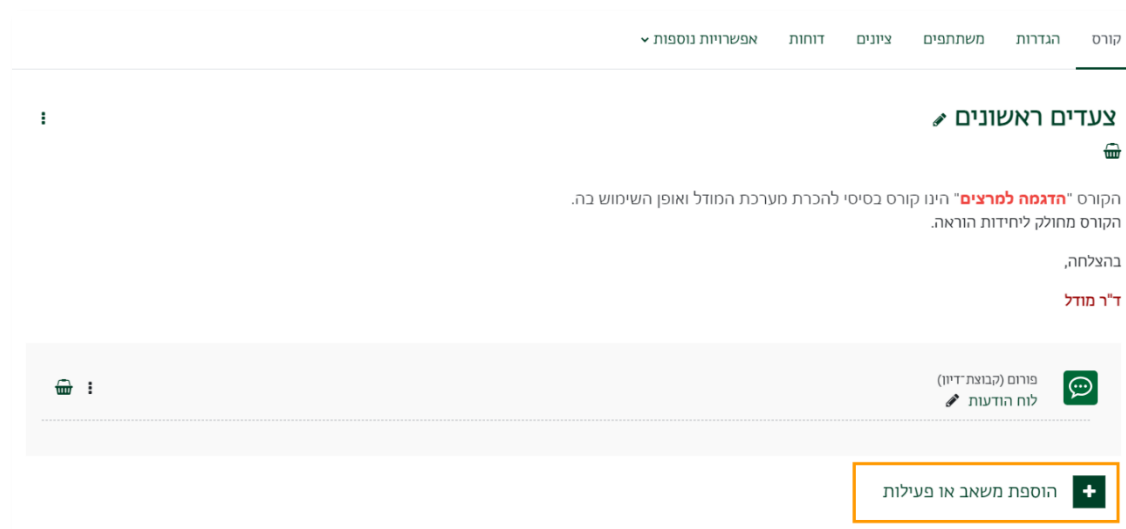 קורס הגדרות משתתפים ציונים דוחות אפשרויות נוספות
צעדים ראשונים
הקורס "הדגמה למרצים" הינו קורס בסיסי להכרת מערכת המודל ואופן השימוש בה.
הקורס מחולק ליחידות הוראה.
בהצלחה,
ד"ר מודל
פורום (קבוצת־דיון)
לוח הודעות
הוספת משאב או פעילות